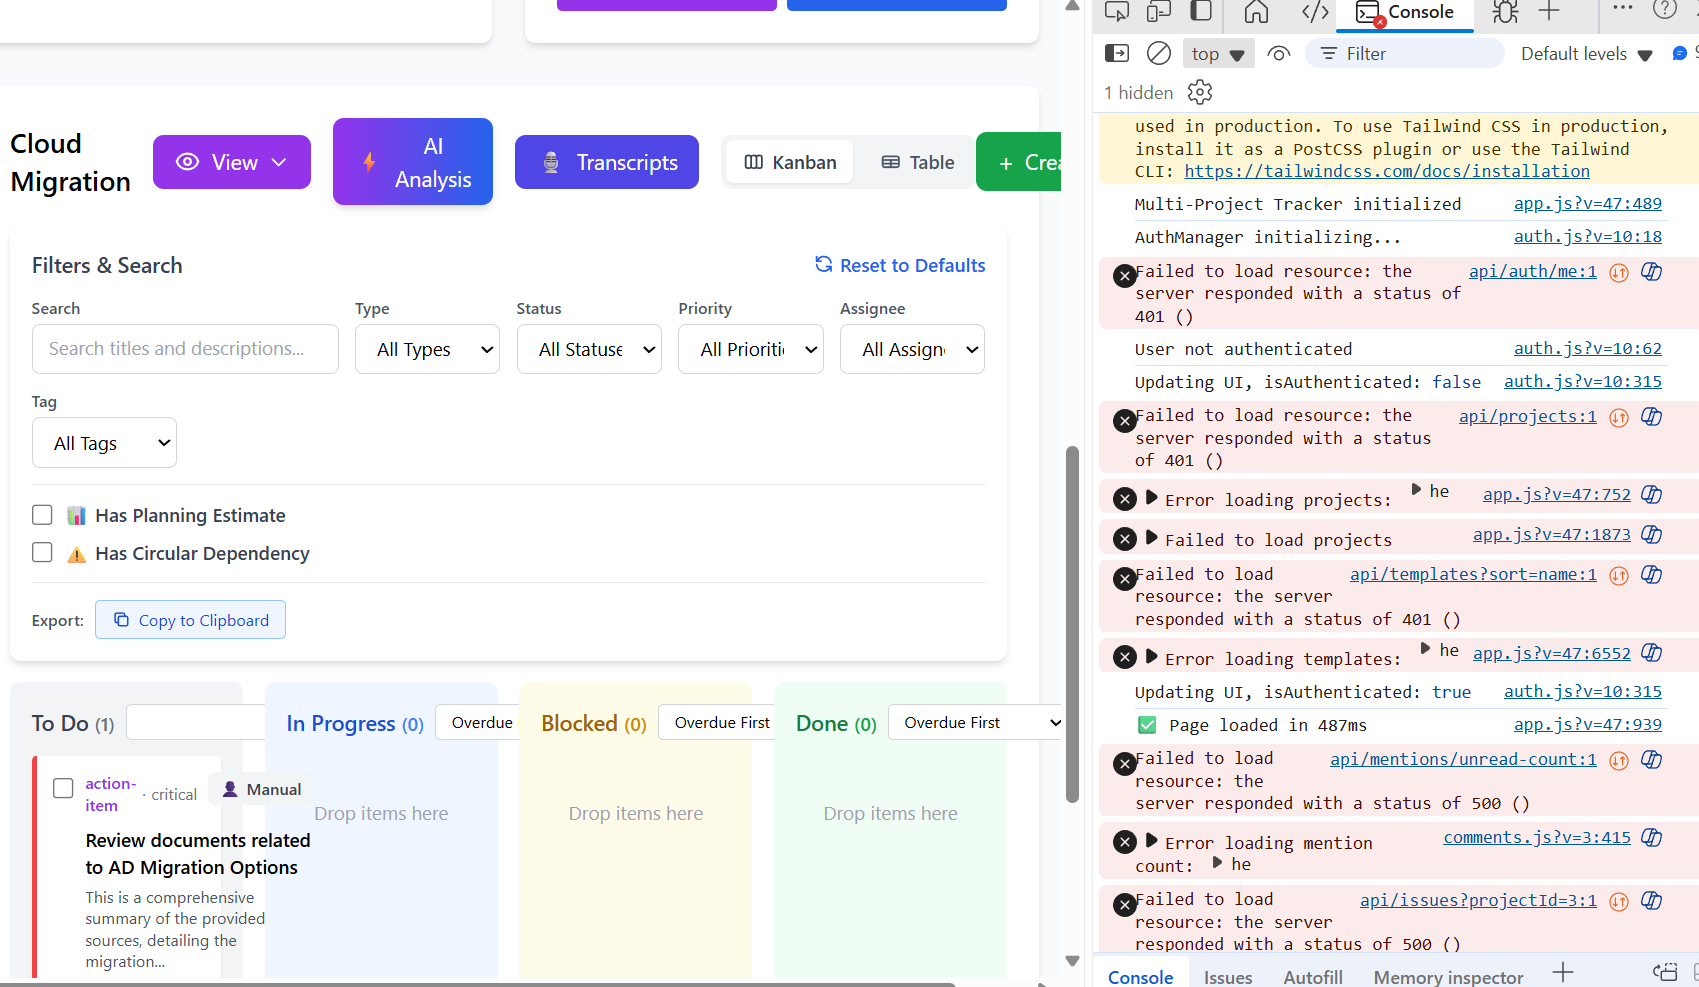 Cloud
Migration
View
AI
Analysis
Transcripts
Kanban
Table
+ Crea
Filters & Search
Reset to Defaults
Search
Type
Status
Priority
Assignee
Search titles and descriptions...
All Types
All Statuse
All Prioriti
All Assign
Tag
All Tags
Has Planning Estimate
Has Circular Dependency
Export:
Copy to Clipboard
To Do (1)
In Progress (0)
Overdue
Blocked (0)
Overdue First
Done (0)
Overdue First
action-
item
· critical
Manual
Review documents related
to AD Migration Options
This is a comprehensive
summary of the provided
sources, detailing the
migration...
Drop items here
Drop items here
Drop items here
Console
top
Filter
Default levels
9
1 hidden
used in production. To use Tailwind CSS in production,
install it as a PostCSS plugin or use the Tailwind
CLI: https://tailwindcss.com/docs/installation
Multi-Project Tracker initialized app.js?v=47:489
AuthManager initializing... auth.js?v=10:18
Failed to load resource: the api/auth/me:1
server responded with a status of
401 ()
User not authenticated auth.js?v=10:62
Updating UI, isAuthenticated: false auth.js?v=10:315
Failed to load resource: the api/projects:1
server responded with a status
of 401 ()
Error loading projects: he app.js?v=47:752
Failed to load projects app.js?v=47:1873
Failed to load api/templates?sort=name:1
resource: the server
responded with a status of 401 ()
Error loading templates: he app.js?v=47:6552
Updating UI, isAuthenticated: true auth.js?v=10:315
Page loaded in 487ms app.js?v=47:939
Failed to load api/mentions/unread-count:1
resource: the
server responded with a status of 500 ()
Error loading mention comments.js?v=3:415
count: he
Failed to load api/issues?projectId=3:1
resource: the server
responded with a status of 500 ()
Console
Issues
Autofill
Memory inspector